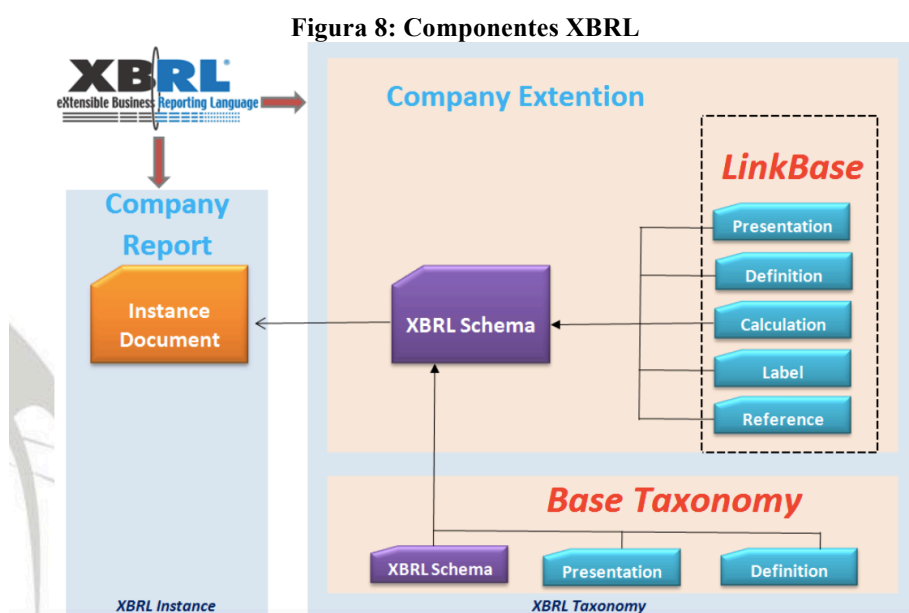 Figura 8: Componentes XBRL
XBRL®
eXtensible Business Reporting Language
Company Extention
LinkBase
Presentation
Definition
Calculation
Label
Reference
Company
Report
Instance
Document
XBRL Schema
Base Taxonomy
XBRL Schema
Presentation
Definition
XBRL Instance
XBRL Taxonomy